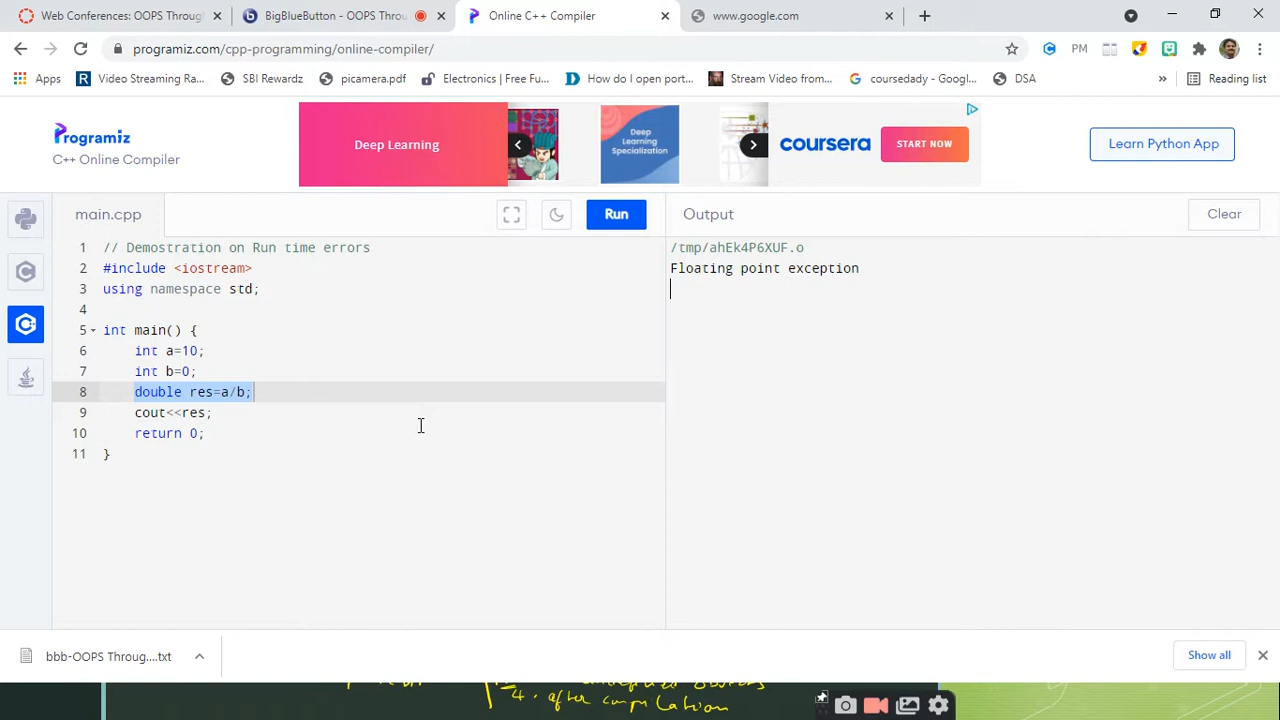 Web Conferences: OOPS Through
BigBlueButton - OOPS Throu
Online C++ Compiler
www.google.com
programiz.com/cpp-programming/online-compiler/
PM
Apps
Video Streaming Ra...
SBI Rewardz
picamera.pdf
Electronics | Free Fu...
How do I open port...
Stream Video from...
coursedady - Googl...
DSA
»
Reading list
Programiz
C++ Online Compiler
Deep Learning
Deep
Learning
Specialization
coursera
START NOW
Learn Python App
main.cpp
Run
Output
Clear
1 // Demostration on Run time errors
2 #include <iostream>
3 using namespace std;
4
5 int main() {
6 int a=10;
7 int b=0;
8 double res=a/b;
9 cout<<res;
10 return 0;
11 }
/tmp/ahEk4P6XUF.o
Floating point exception
bbb-OOPS Throug....txt
Show all
4. after compilation